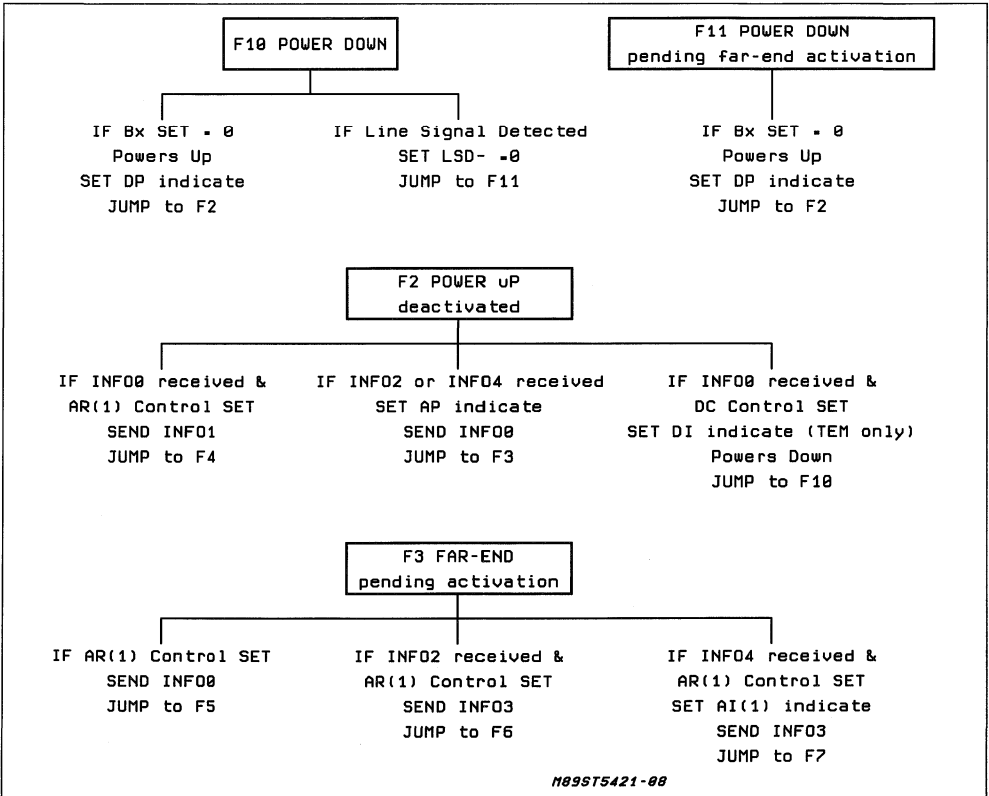 F10 POWER DOWN
IF Bx SET = 0
Powers Up
SET DP indicate
JUMP to F2
IF Line Signal Detected
SET LSD- =0
JUMP to F11
F11 POWER DOWN
pending far-end activation
IF Bx SET = 0
Powers Up
SET DP indicate
JUMP to F2
F2 POWER uP
deactivated
IF INFO0 received &
AR(1) Control SET
SEND INFO1
JUMP to F4
IF INFO2 or INFO4 received
SET AP indicate
SEND INFO0
JUMP to F3
IF INFO0 received &
DC Control SET
SET DI indicate (TEM only)
Powers Down
JUMP to F10
F3 FAR-END
pending activation
IF AR(1) Control SET
SEND INFO0
JUMP to F5
IF INFO2 received &
AR(1) Control SET
SEND INFO3
JUMP to F6
IF INFO4 received &
AR(1) Control SET
SET AI(1) indicate
SEND INFO3
JUMP to F7
M89ST5421-08